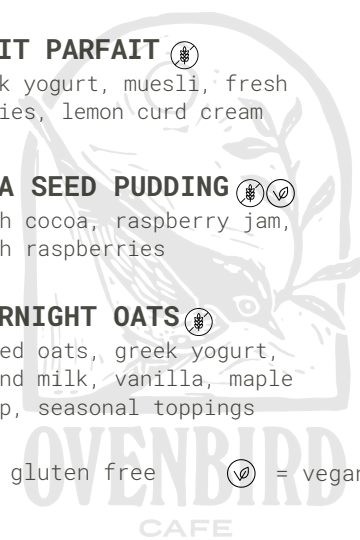 IT PARFAIT
k yogurt, muesli, fresh
ies, lemon curd cream
A SEED PUDDING
h cocoa, raspberry jam,
h raspberries
RNIGHT OATS
ed oats, greek yogurt,
nd milk, vanilla, maple
p, seasonal toppings
gluten free = vegan
OVENBIRD
CAFE